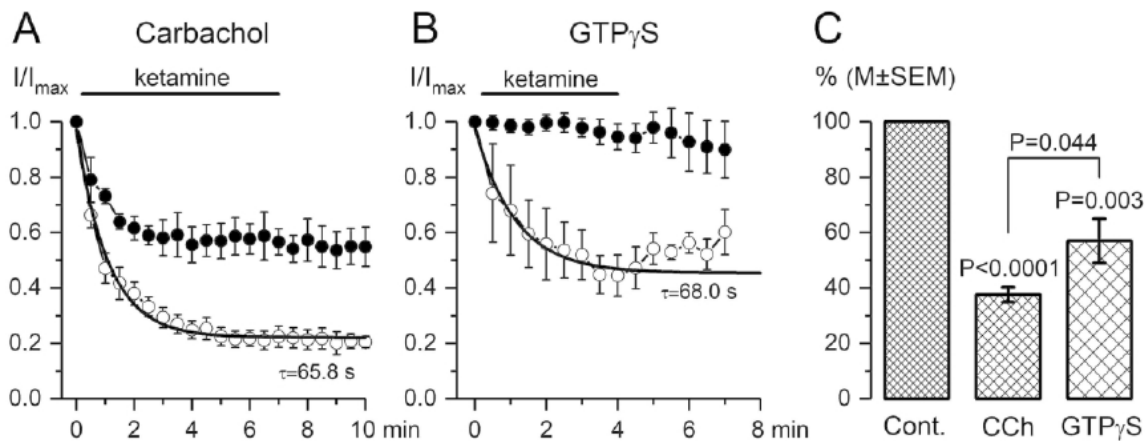 A Carbachol
I/Imax ketamine
1.0
0.8
0.6
0.4
0.2
0
τ=65.8 s
0 2 4 6 8 10 min
B GTPγS
I/Imax ketamine
1.0
0.8
0.6
0.4
0.2
0
τ=68.0 s
0 2 4 6 8 min
C
% (M±SEM)
100
80
60
40
20
0
P=0.044
P=0.003
P<0.0001
Cont. CCh GTPγS